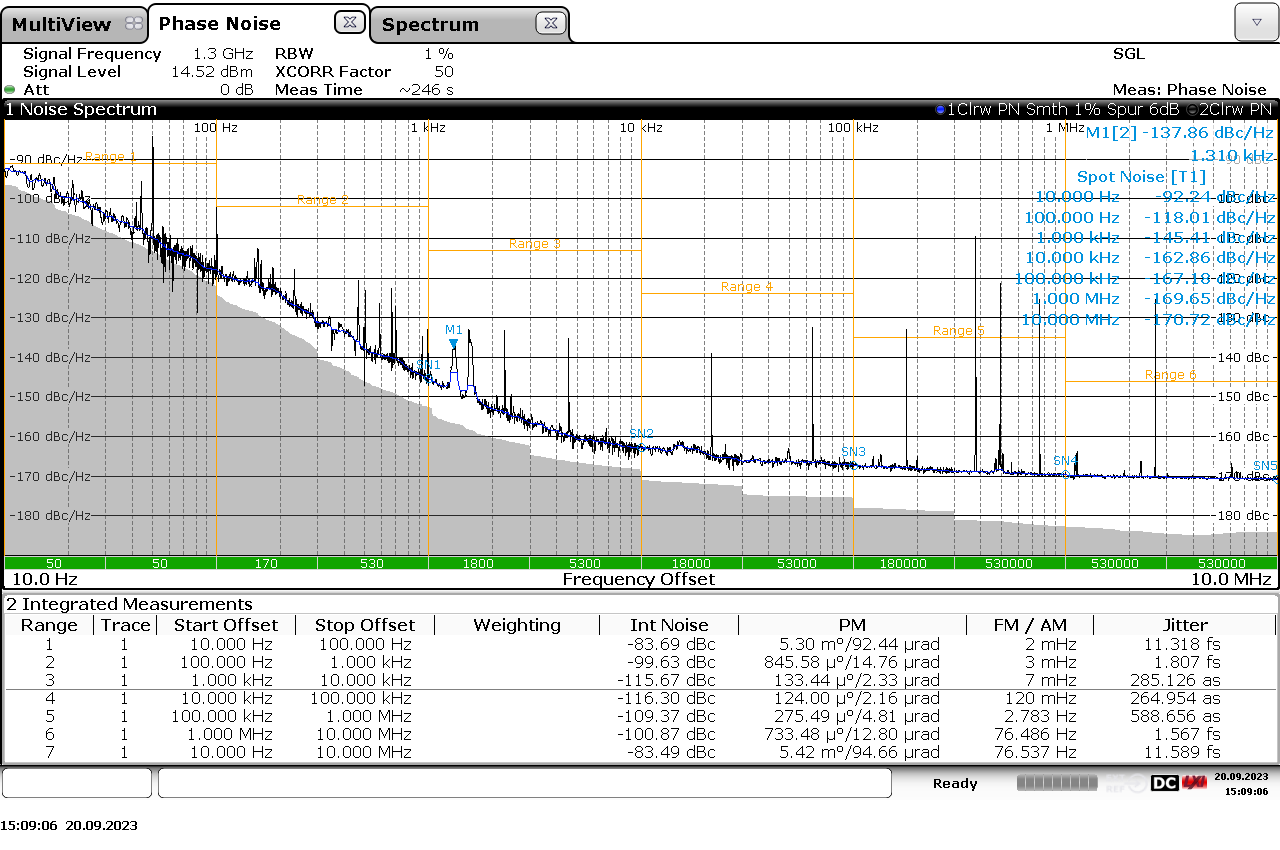 MultiView Phase Noise Spectrum
Signal Frequency 1.3 GHz RBW 1 % SGL
Signal Level 14.52 dBm XCORR Factor 50
Att 0 dB Meas Time ~246 s Meas: Phase Noise
1 Noise Spectrum 1Clrw PN Smth 1% Spur 6dB 2Clrw PN
100 Hz 1 kHz 10 kHz 100 kHz 1 MHz
M1[2] -137.86 dBc/Hz
1.310 kHz
Spot Noise [T1]
10.000 Hz -92.24 dBc/Hz
100.000 Hz -118.01 dBc/Hz
1.000 kHz -145.41 dBc/Hz
10.000 kHz -162.86 dBc/Hz
100.000 kHz -167.18 dBc/Hz
1.000 MHz -169.65 dBc/Hz
10.000 MHz -170.72 dBc/Hz
-90 dBc/Hz
-100 dBc/Hz
-110 dBc/Hz
-120 dBc/Hz
-130 dBc/Hz
-140 dBc/Hz
-150 dBc/Hz
-160 dBc/Hz
-170 dBc/Hz
-180 dBc/Hz
Range
Range 2
Range 3
Range 4
Range 5
Range 6
M1
SN1
SN2
SN3
SN4
SN5
-140 dBc
-150 dBc
-160 dBc
-170 dBc
-180 dBc
50 50 170 530 1800 5300 18000 53000 180000 530000 530000 530000
10.0 Hz Frequency Offset 10.0 MHz
2 Integrated Measurements
Range Trace Start Offset Stop Offset Weighting Int Noise PM FM / AM Jitter
1 1 10.000 Hz 100.000 Hz -83.69 dBc 5.30 m°/92.44 µrad 2 mHz 11.318 fs
2 1 100.000 Hz 1.000 kHz -99.63 dBc 845.58 µ°/14.76 µrad 3 mHz 1.807 fs
3 1 1.000 kHz 10.000 kHz -115.67 dBc 133.44 µ°/2.33 µrad 7 mHz 285.126 as
4 1 10.000 kHz 100.000 kHz -116.30 dBc 124.00 µ°/2.16 µrad 120 mHz 264.954 as
5 1 100.000 kHz 1.000 MHz -109.37 dBc 275.49 µ°/4.81 µrad 2.783 Hz 588.656 as
6 1 1.000 MHz 10.000 MHz -100.87 dBc 733.48 µ°/12.80 µrad 76.486 Hz 1.567 fs
7 1 10.000 Hz 10.000 MHz -83.49 dBc 5.42 m°/94.66 µrad 76.537 Hz 11.589 fs
Ready REF DC 20.09.2023
15:09:06
15:09:06 20.09.2023